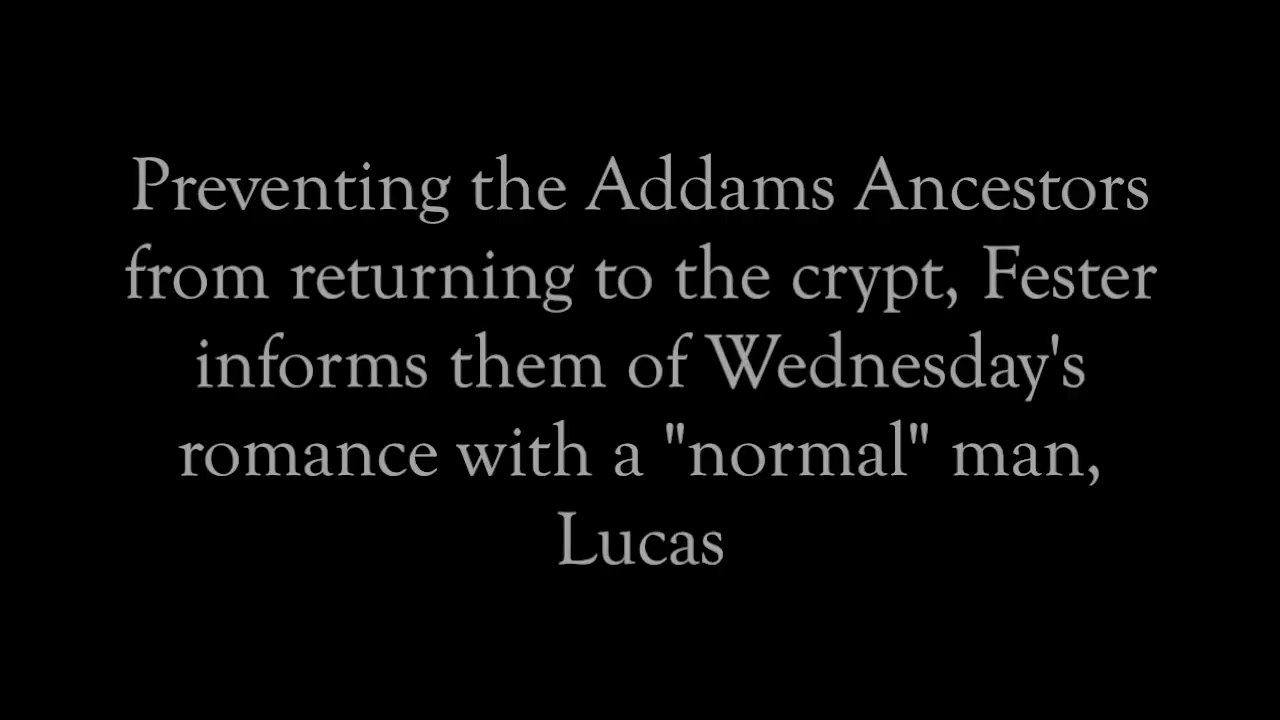 Preventing the Addams Ancestors
from returning to the crypt, Fester
informs them of Wednesday's
romance with a "normal" man,
Lucas